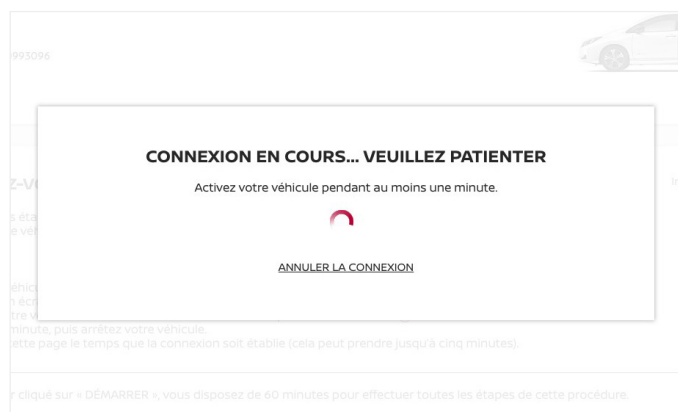 993096
CONNEXION EN COURS... VEUILLEZ PATIENTER
Activez votre véhicule pendant au moins une minute.
ANNULER LA CONNEXION
minute, puis arrêtez votre véhicule.
cette page le temps que la connexion soit établie (cela peut prendre jusqu'à cinq minutes).
cliqué sur « DÉMARRER », vous disposez de 60 minutes pour effectuer toutes les étapes de cette procédure.